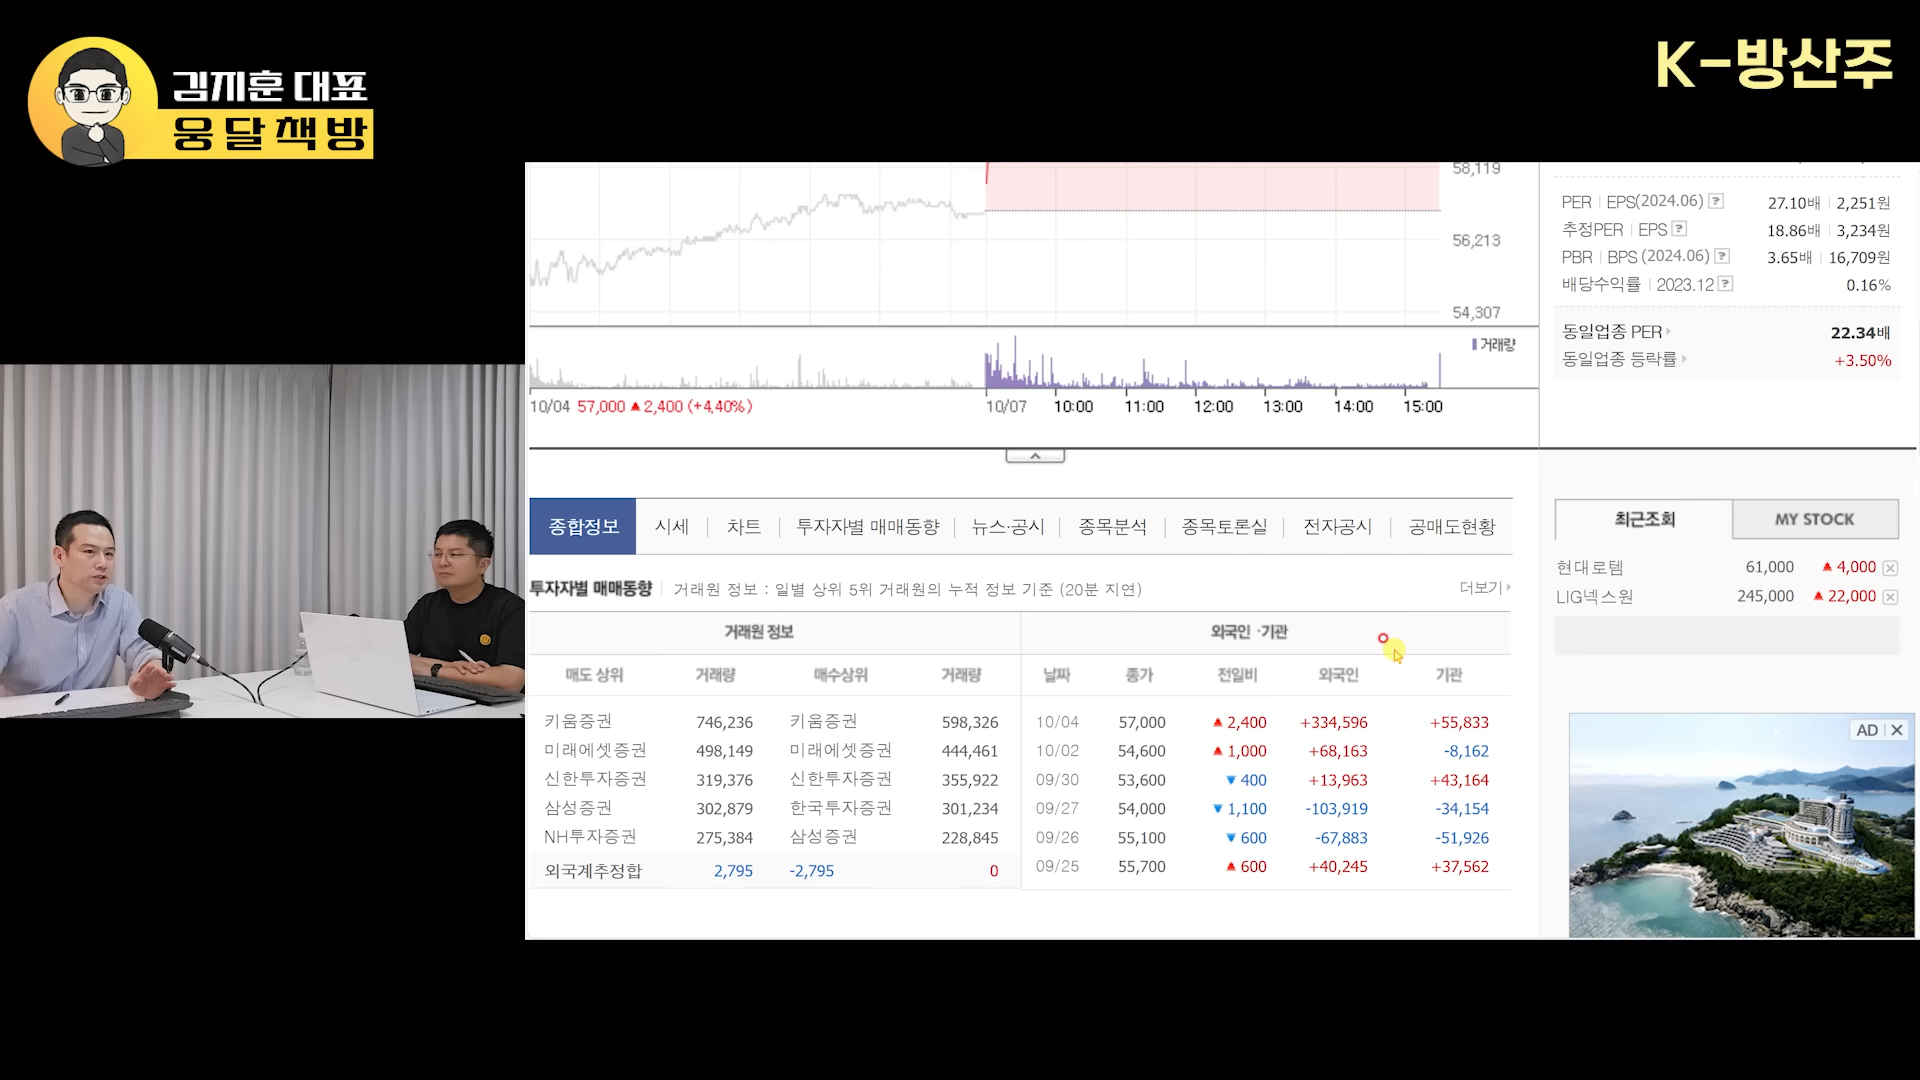 김지훈 대표
웅달책방
K-방산주
58,119
56,213
54,307
거래량
10/04 57,000 ▲ 2,400 (+4.40%)
10/07 10:00 11:00 12:00 13:00 14:00 15:00
PER | EPS(2024.06) ? 27.10배 | 2,251원
추정PER | EPS ? 18.86배 | 3,234원
PBR | BPS (2024.06) ? 3.65배 | 16,709원
배당수익률 | 2023.12 ? 0.16%
동일업종 PER 22.34배
동일업종 등락률 +3.50%
종합정보 시세 차트 투자자별 매매동향 뉴스·공시 종목분석 종목토론실 전자공시 공매도현황
투자자별 매매동향 거래원 정보 : 일별 상위 5위 거래원의 누적 정보 기준 (20분 지연) 더보기
거래원 정보 외국인 ·기관
매도 상위 거래량 매수상위 거래량 날짜 종가 전일비 외국인 기관
키움증권 746,236 키움증권 598,326 10/04 57,000 ▲ 2,400 +334,596 +55,833
미래에셋증권 498,149 미래에셋증권 444,461 10/02 54,600 ▲ 1,000 +68,163 -8,162
신한투자증권 319,376 신한투자증권 355,922 09/30 53,600 ▼ 400 +13,963 +43,164
삼성증권 302,879 한국투자증권 301,234 09/27 54,000 ▼ 1,100 -103,919 -34,154
NH투자증권 275,384 삼성증권 228,845 09/26 55,100 ▼ 600 -67,883 -51,926
외국계추정합 2,795 -2,795 0 09/25 55,700 ▲ 600 +40,245 +37,562
최근조회 MY STOCK
현대로템 61,000 ▲ 4,000
LIG넥스원 245,000 ▲ 22,000
AD